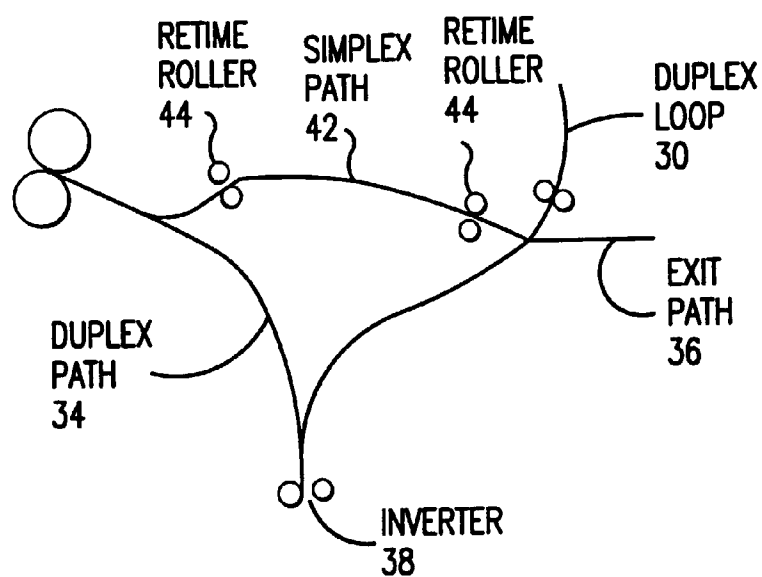 RETIME
ROLLER
44
SIMPLEX
PATH
42
RETIME
ROLLER
44
DUPLEX
LOOP
30
EXIT
PATH
36
DUPLEX
PATH
34
INVERTER
38